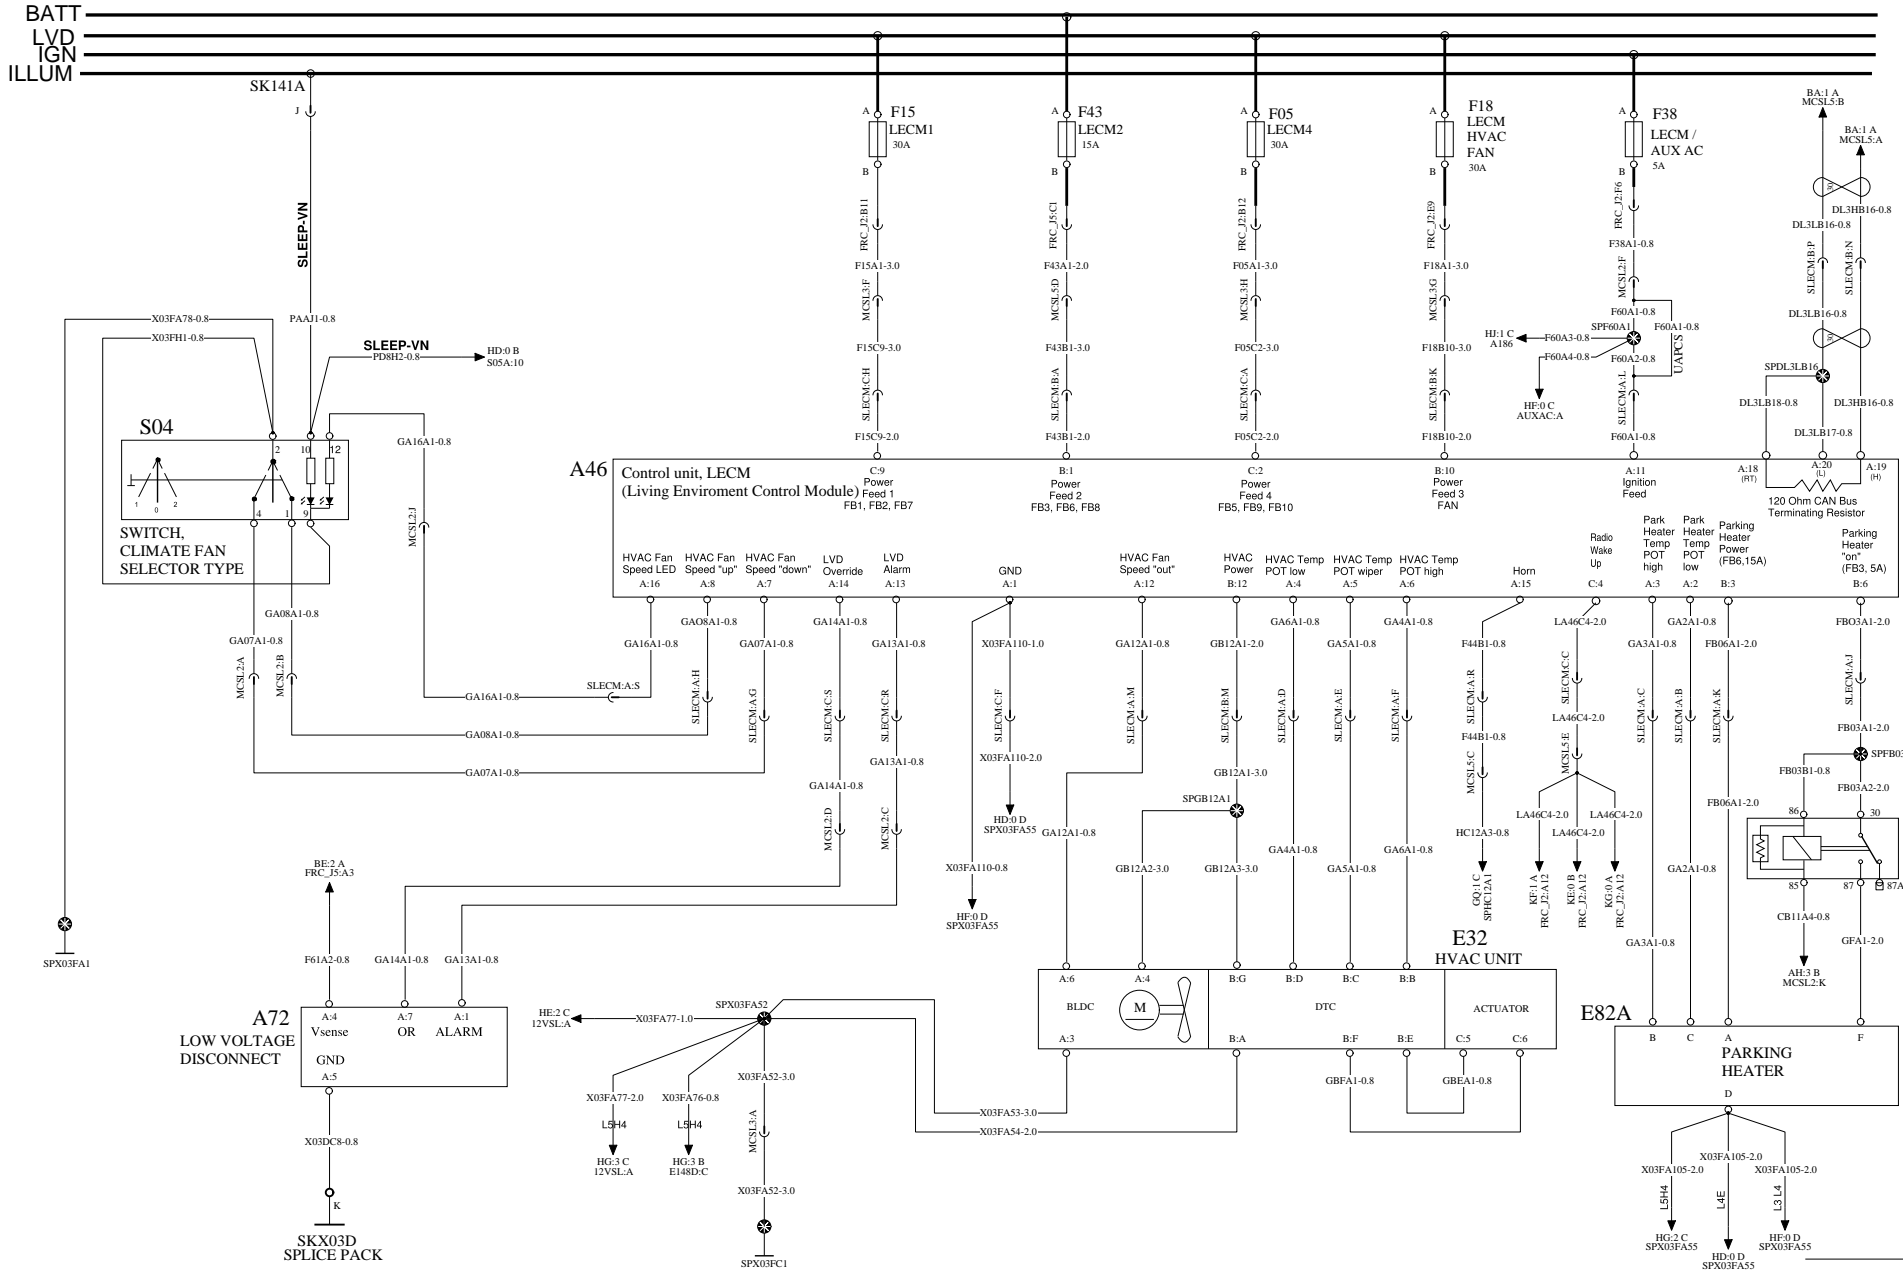 BATT
LVD
IGN
ILLUM
SK141A
J
SLEEP-VN
PAAJ1-0.8
X03FA78-0.8
X03FH1-0.8
SLEEP-VN
PD8H2-0.8
HD:0 B
S05A:10
A
F15
LECM1
30A
B
FRC_J2:B11
F15A1-3.0
MCSL3:F
F15C9-3.0
SLECM:C:H
F15C9-2.0
A
F43
LECM2
15A
B
FRC_J5:C1
F43A1-2.0
MCSL5:D
F43B1-3.0
SLECM:B:A
F43B1-2.0
A
F05
LECM4
30A
B
FRC_J2:B12
F05A1-3.0
MCSL3:H
F05C2-3.0
SLECM:C:A
F05C2-2.0
A
F18
LECM
HVAC
FAN
30A
B
FRC_J2:E9
F18A1-3.0
MCSL3:G
F18B10-3.0
SLECM:B:K
F18B10-2.0
A
F38
LECM /
AUX AC
5A
B
FRC_J2:F6
F38A1-0.8
MCSL2:F
F60A1-0.8
SPF60A1
F60A1-0.8
UAPCS
HJ:1 C
A186
F60A3-0.8
F60A4-0.8
F60A2-0.8
HF:0 C
AUXAC:A
SLECM:A:L
F60A1-0.8
BA:1 A
MCSL5:B
BA:1 A
MCSL5:A
30
DL3HB16-0.8
DL3LB16-0.8
SLECM:B:P
SLECM:B:N
DL3LB16-0.8
30
SPDL3LB16
DL3LB18-0.8
DL3HB16-0.8
DL3LB17-0.8
S04
2
10
12
1
0
2
4
1
9
SWITCH,
CLIMATE FAN
SELECTOR TYPE
GA16A1-0.8
MCSL2:J
GA08A1-0.8
GA07A1-0.8
MCSL2:A
MCSL2:B
GA16A1-0.8
GA08A1-0.8
GA07A1-0.8
A46
Control unit, LECM
(Living Enviroment Control Module)
C:9
Power
Feed 1
FB1, FB2, FB7
B:1
Power
Feed 2
FB3, FB6, FB8
C:2
Power
Feed 4
FB5, FB9, FB10
B:10
Power
Feed 3
FAN
A:11
Ignition
Feed
A:18
(RT)
A:20
(L)
A:19
(H)
120 Ohm CAN Bus
Terminating Resistor
HVAC Fan
Speed LED
A:16
HVAC Fan
Speed "up"
A:8
HVAC Fan
Speed "down"
A:7
LVD
Override
A:14
LVD
Alarm
A:13
GND
A:1
HVAC Fan
Speed "out"
A:12
HVAC
Power
B:12
HVAC Temp
POT low
A:4
HVAC Temp
POT wiper
A:5
HVAC Temp
POT high
A:6
Horn
A:15
Radio
Wake
Up
C:4
Park
Heater
Temp
POT
high
A:3
Park
Heater
Temp
POT
low
A:2
Parking
Heater
Power
(FB6,15A)
B:3
Parking
Heater
"on"
(FB3, 5A)
B:6
GA16A1-0.8
SLECM:A:S
GAO8A1-0.8
SLECM:A:H
GA07A1-0.8
SLECM:A:G
GA14A1-0.8
SLECM:C:S
GA14A1-0.8
MCSL2:D
GA13A1-0.8
SLECM:C:R
GA13A1-0.8
MCSL2:C
X03FA110-1.0
SLECM:C:F
X03FA110-2.0
HD:0 D
SPX03FA55
X03FA110-0.8
HF:0 D
SPX03FA55
GA12A1-0.8
SLECM:A:M
GA12A1-0.8
GB12A1-2.0
SLECM:B:M
GB12A1-3.0
SPGB12A1
GB12A2-3.0
GB12A3-3.0
GA6A1-0.8
SLECM:A:D
GA4A1-0.8
GA5A1-0.8
SLECM:A:E
GA5A1-0.8
GA4A1-0.8
SLECM:A:F
GA6A1-0.8
F44B1-0.8
SLECM:A:R
F44B1-0.8
MCSL5:C
HC12A3-0.8
GQ:1 C
SPHC12A1
LA46C4-2.0
SLECM:C:C
LA46C4-2.0
MCSL5:E
LA46C4-2.0
LA46C4-2.0
LA46C4-2.0
KF:1 A
FRC_J2:A12
KE:0 B
FRC_J2:A12
KG:0 A
FRC_J2:A12
GA3A1-0.8
SLECM:A:C
GA3A1-0.8
GA2A1-0.8
SLECM:A:B
GA2A1-0.8
FB06A1-2.0
SLECM:A:K
FB06A1-2.0
FBO3A1-2.0
SLECM:A:J
FB03A1-2.0
SPFB03
FB03B1-0.8
FB03A2-2.0
86
30
85
87
87A
CB11A4-0.8
GFA1-2.0
AH:3 B
MCSL2:K
SPX03FA1
BE:2 A
FRC_J5:A3
F61A2-0.8
GA14A1-0.8
GA13A1-0.8
A72
LOW VOLTAGE
DISCONNECT
A:4
Vsense
A:7
OR
A:1
ALARM
GND
A:5
X03DC8-0.8
K
SKX03D
SPLICE PACK
SPX03FA52
HE:2 C
12VSL:A
X03FA77-1.0
X03FA77-2.0
L5H4
HG:3 C
12VSL:A
X03FA76-0.8
L5H4
HG:3 B
E148D:C
X03FA52-3.0
MCSL3:A
X03FA52-3.0
SPX03FC1
X03FA53-3.0
X03FA54-2.0
E32
HVAC UNIT
A:6
A:4
B:G
B:D
B:C
B:B
BLDC
M
DTC
ACTUATOR
A:3
B:A
B:F
B:E
C:5
C:6
GBFA1-0.8
GBEA1-0.8
E82A
B
C
A
F
PARKING
HEATER
D
X03FA105-2.0
X03FA105-2.0
X03FA105-2.0
L5H4
L4E
L3 L4
HG:2 C
SPX03FA55
HD:0 D
SPX03FA55
HF:0 D
SPX03FA55